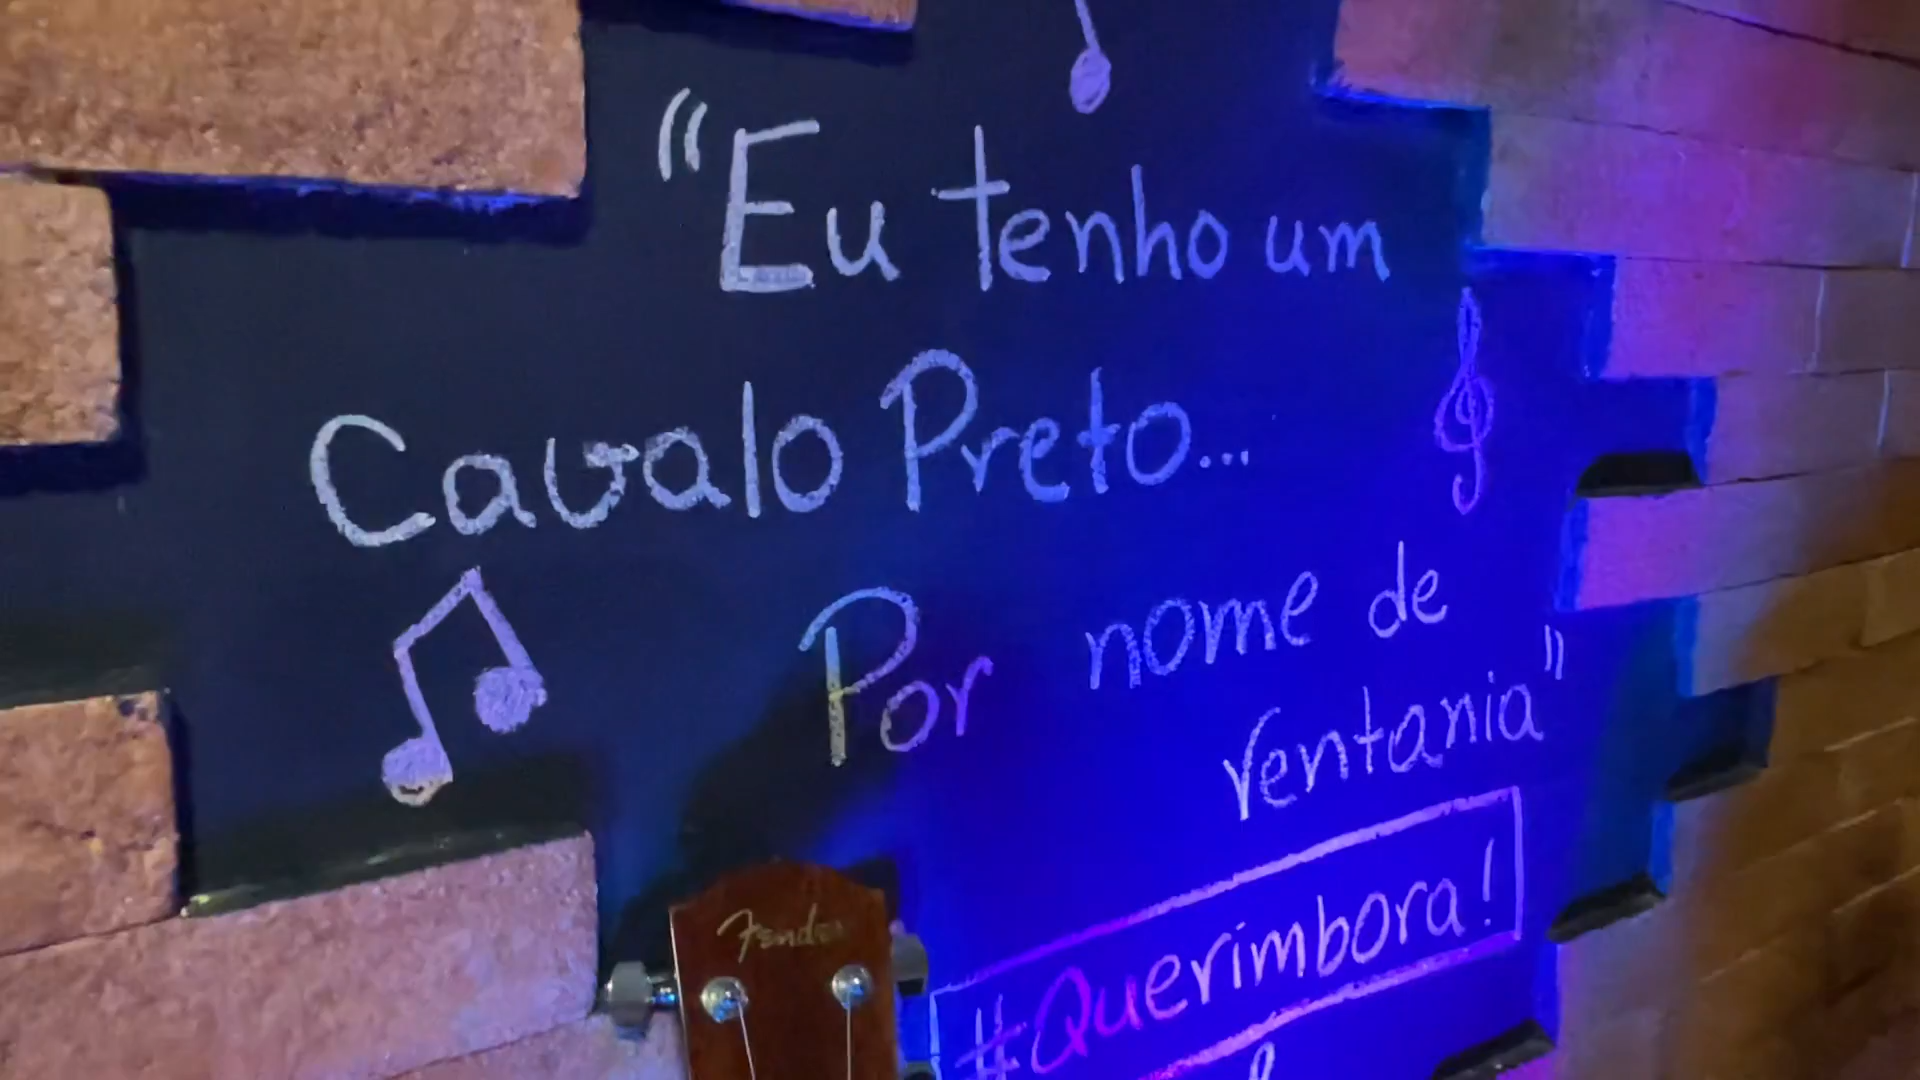 "Eu tenho um
Cavalo Preto...
Por nome de
ventania"
#Querimbora!
Fender